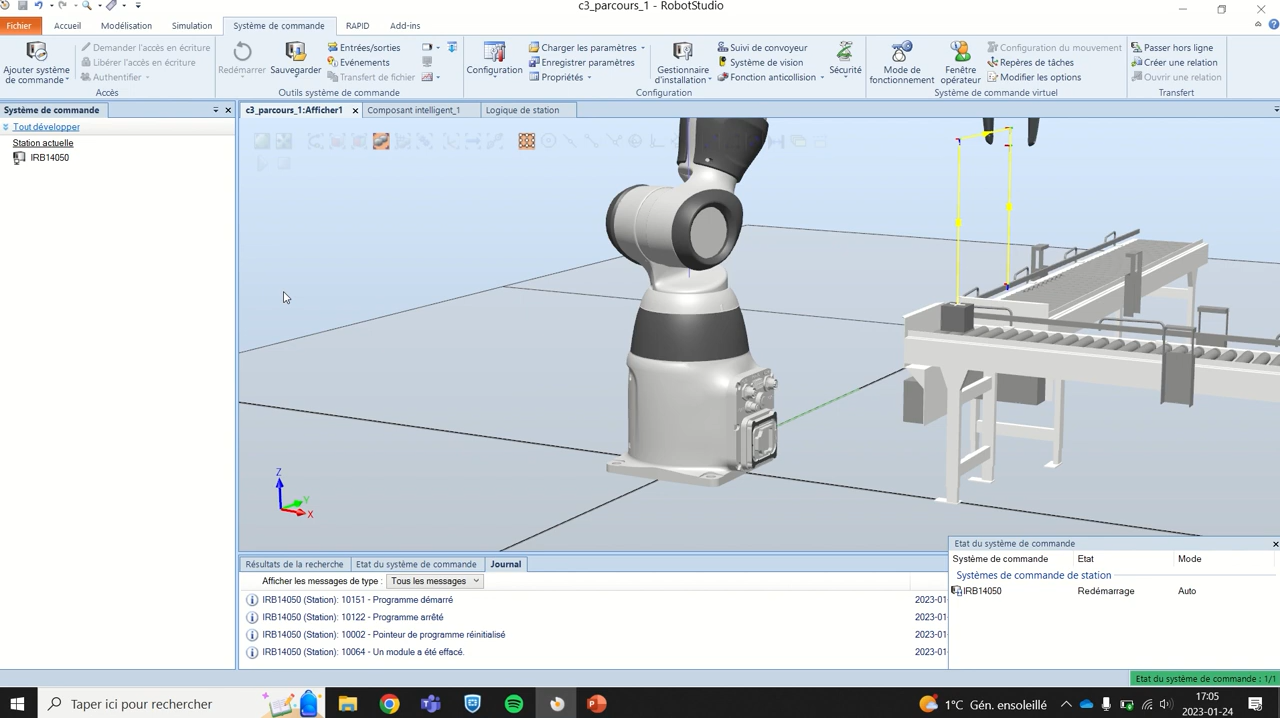 c3_parcours_1 - RobotStudio
Fichier Accueil Modélisation Simulation Système de commande RAPID Add-ins
Ajouter système de commande
Demander l'accès en écriture
Libérer l'accès en écriture
Authentifier
Accès
Redémarrer
Sauvegarder
Entrées/sorties
Evénements
Transfert de fichier
Outils système de commande
Configuration
Charger les paramètres
Enregistrer paramètres
Propriétés
Gestionnaire d'installation
Suivi de convoyeur
Système de vision
Fonction anticollision
Sécurité
Configuration
Mode de fonctionnement
Fenêtre opérateur
Configuration du mouvement
Repères de tâches
Modifier les options
Système de commande virtuel
Passer hors ligne
Créer une relation
Ouvrir une relation
Transfert
Système de commande
Tout développer
Station actuelle
IRB14050
c3_parcours_1:Afficher1 Composant intelligent_1 Logique de station
Z
Y
X
Résultats de la recherche Etat du système de commande Journal
Afficher les messages de type : Tous les messages
IRB14050 (Station): 10151 - Programme démarré 2023-01
IRB14050 (Station): 10122 - Programme arrêté 2023-01
IRB14050 (Station): 10002 - Pointeur de programme réinitialisé 2023-01
IRB14050 (Station): 10064 - Un module a été effacé. 2023-01
Etat du système de commande
Système de commande Etat Mode
Systèmes de commande de station
IRB14050 Redémarrage Auto
Etat du système de commande : 1/1
Taper ici pour rechercher
1°C Gén. ensoleillé
17:05
2023-01-24